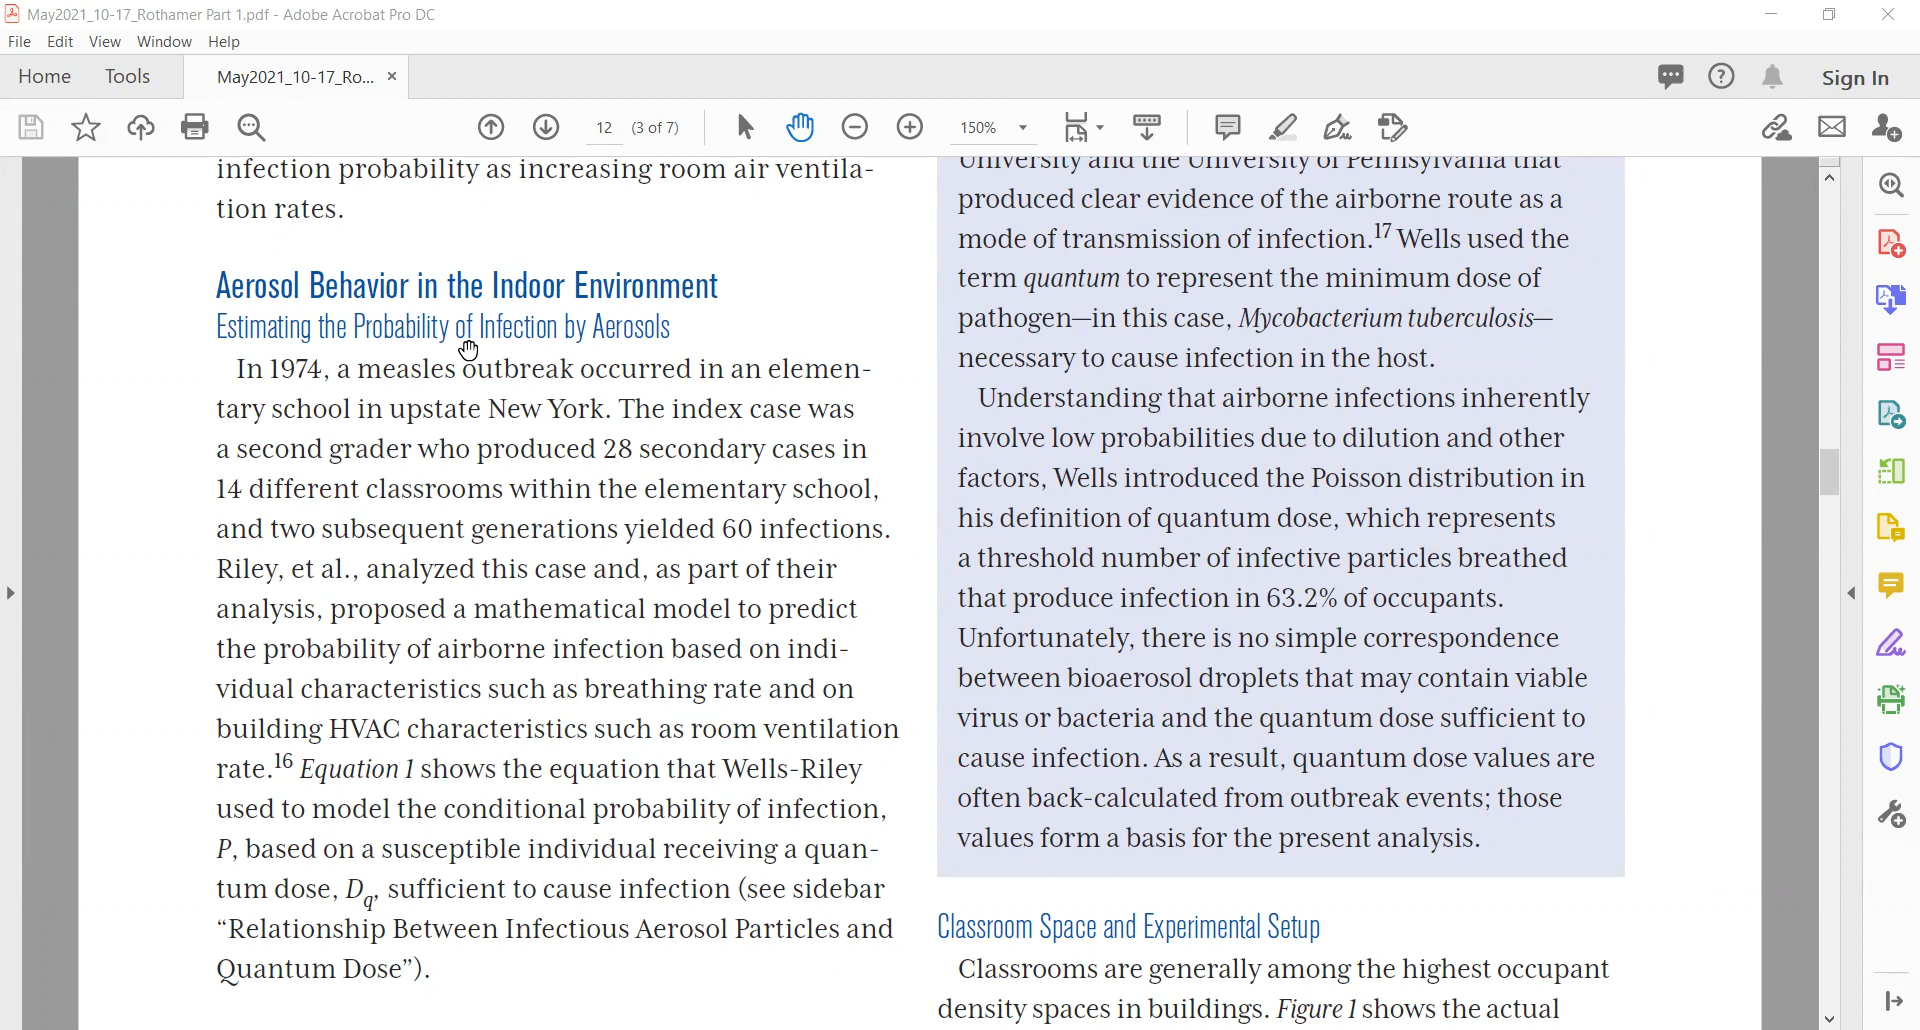 May2021_10-17_Rothamer Part 1.pdf - Adobe Acrobat Pro DC
File Edit View Window Help
Home Tools May2021_10-17_Ro... × Sign In
12 (3 of 7) 150%
infection probability as increasing room air ventila-
tion rates.
Aerosol Behavior in the Indoor Environment
Estimating the Probability of Infection by Aerosols
In 1974, a measles outbreak occurred in an elemen-
tary school in upstate New York. The index case was
a second grader who produced 28 secondary cases in
14 different classrooms within the elementary school,
and two subsequent generations yielded 60 infections.
Riley, et al., analyzed this case and, as part of their
analysis, proposed a mathematical model to predict
the probability of airborne infection based on indi-
vidual characteristics such as breathing rate and on
building HVAC characteristics such as room ventilation
rate.16 Equation 1 shows the equation that Wells-Riley
used to model the conditional probability of infection,
P, based on a susceptible individual receiving a quan-
tum dose, Dq, sufficient to cause infection (see sidebar
“Relationship Between Infectious Aerosol Particles and
Quantum Dose”).
University and the University of Pennsylvania that
produced clear evidence of the airborne route as a
mode of transmission of infection.17 Wells used the
term quantum to represent the minimum dose of
pathogen—in this case, Mycobacterium tuberculosis—
necessary to cause infection in the host.
Understanding that airborne infections inherently
involve low probabilities due to dilution and other
factors, Wells introduced the Poisson distribution in
his definition of quantum dose, which represents
a threshold number of infective particles breathed
that produce infection in 63.2% of occupants.
Unfortunately, there is no simple correspondence
between bioaerosol droplets that may contain viable
virus or bacteria and the quantum dose sufficient to
cause infection. As a result, quantum dose values are
often back-calculated from outbreak events; those
values form a basis for the present analysis.
Classroom Space and Experimental Setup
Classrooms are generally among the highest occupant
density spaces in buildings. Figure 1 shows the actual